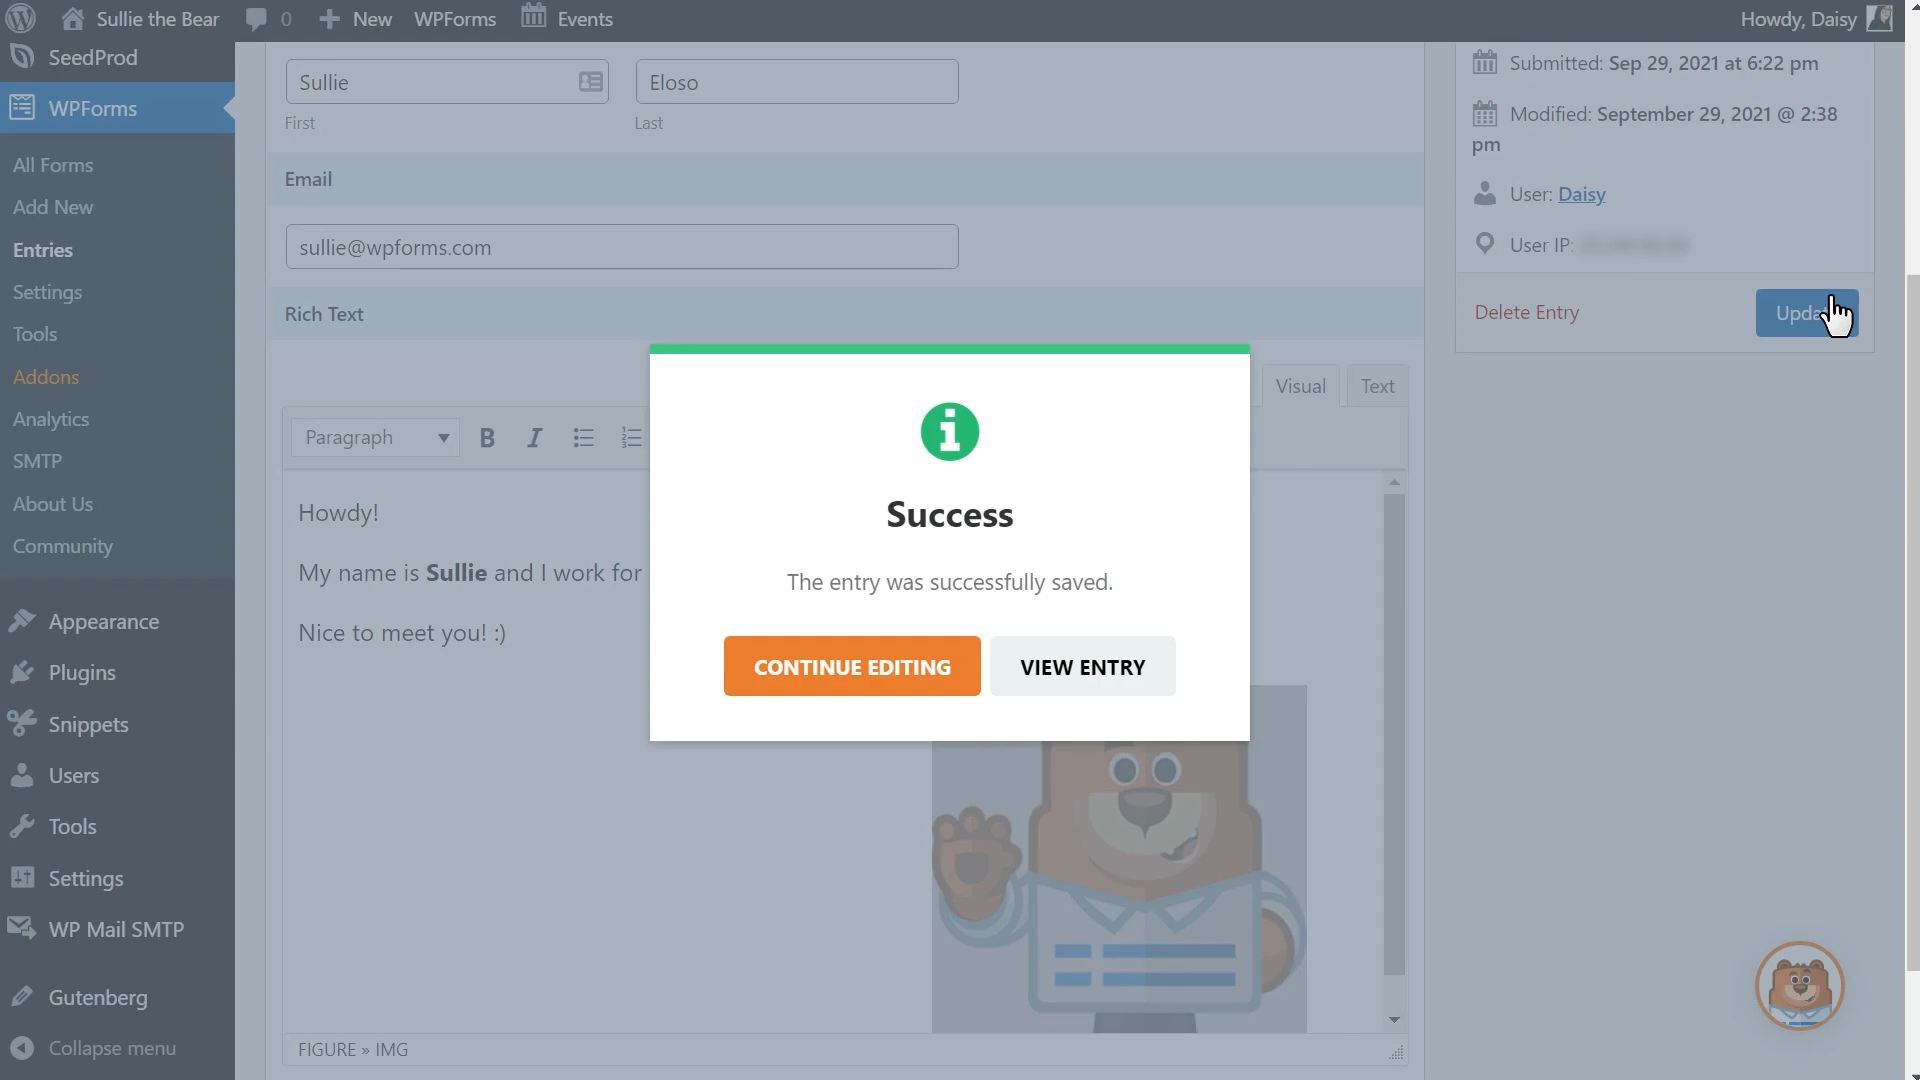 Sullie the Bear
0
New
WPForms
Events
Howdy, Daisy
SeedProd
WPForms
All Forms
Add New
Entries
Settings
Tools
Addons
Analytics
SMTP
About Us
Community
Appearance
Plugins
Snippets
Users
Tools
Settings
WP Mail SMTP
Gutenberg
Collapse menu
Sullie
Eloso
First
Last
Email
sullie@wpforms.com
Rich Text
Visual
Text
Paragraph
B
I
Howdy!
My name is Sullie and I work for
Nice to meet you! :)
FIGURE » IMG
Success
The entry was successfully saved.
CONTINUE EDITING
VIEW ENTRY
Submitted: Sep 29, 2021 at 6:22 pm
Modified: September 29, 2021 @ 2:38
pm
User: Daisy
User IP:
Delete Entry